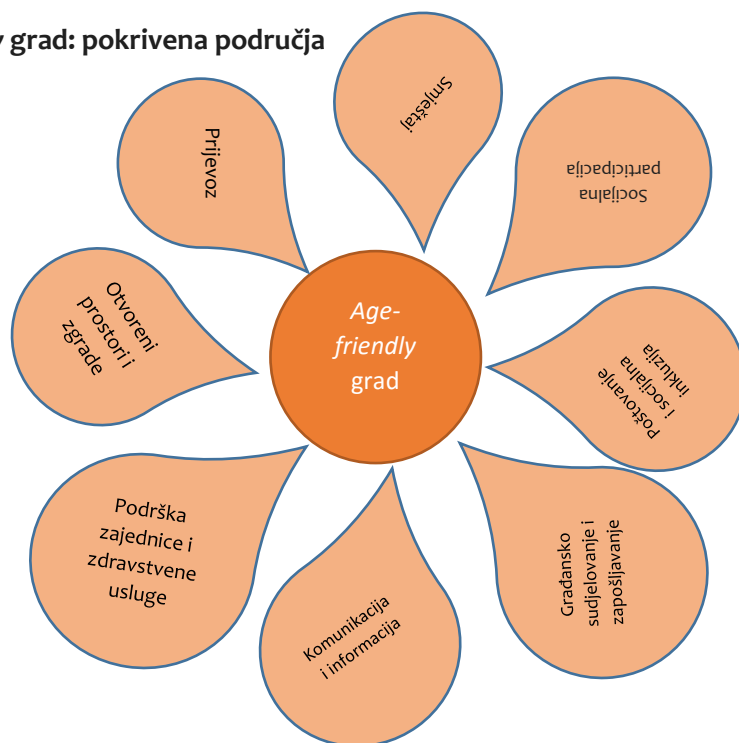 y grad: pokrivena područja
Smještaj
Socijalna
participacija
Poštovanje
i socijalna
inkluzija
Građansko
sudjelovanje i
zapošljavanje
Komunikacija
i informacija
Podrška
zajednice i
zdravstvene
usluge
Otvoreni
prostori i
zgrade
Prijevoz
Age-
friendly
grad